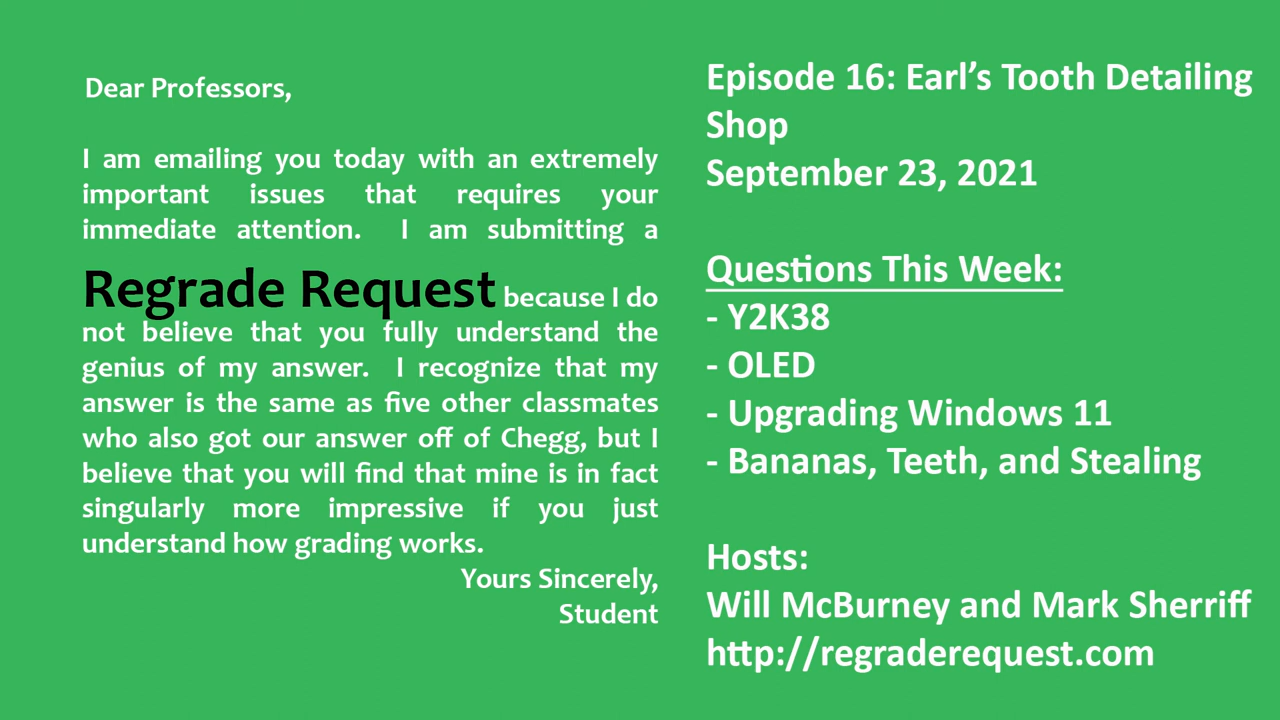 Dear Professors,
I am emailing you today with an extremely
important issues that requires your
immediate attention. I am submitting a
Regrade Request because I do
not believe that you fully understand the
genius of my answer. I recognize that my
answer is the same as five other classmates
who also got our answer off of Chegg, but I
believe that you will find that mine is in fact
singularly more impressive if you just
understand how grading works.
Yours Sincerely,
Student
Episode 16: Earl’s Tooth Detailing
Shop
September 23, 2021
Questions This Week:
- Y2K38
- OLED
- Upgrading Windows 11
- Bananas, Teeth, and Stealing
Hosts:
Will McBurney and Mark Sherriff
http://regraderequest.com